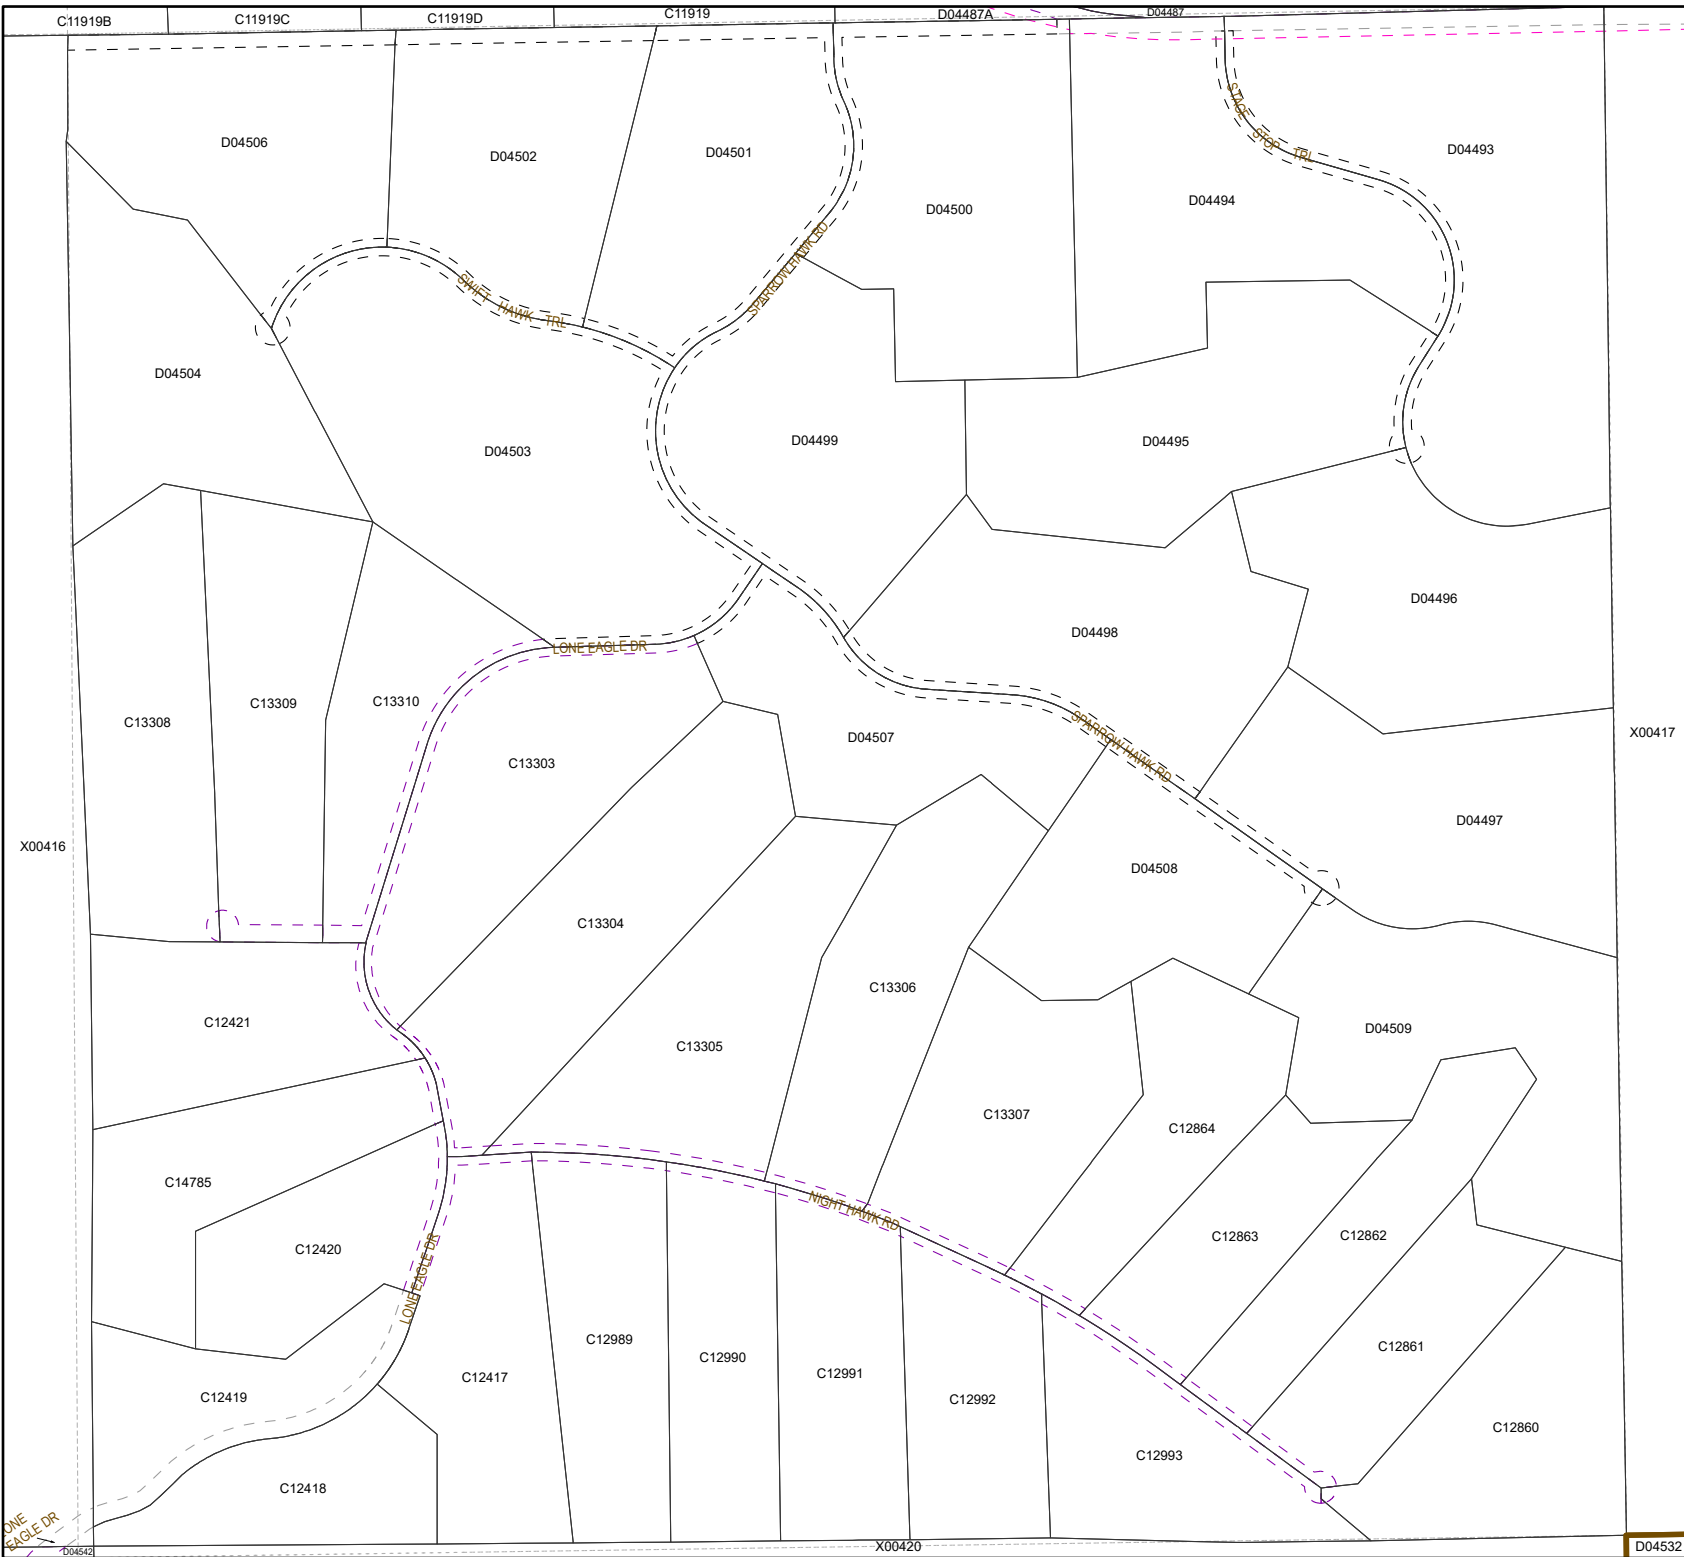 C11919B
C11919C
C11919D
C11919
D04487A
D04487
D04506
D04502
D04501
D04500
D04494
D04493
STAGE STOP TRL
SPARROW HAWK RD
SWIFT HAWK TRL
D04504
D04503
D04499
D04495
D04496
D04498
LONE EAGLE DR
C13308
C13309
C13310
C13303
D04507
SPARROW HAWK RD
X00417
X00416
D04497
D04508
C13304
C13306
C12421
C13305
D04509
C13307
C12864
C14785
C12420
NIGHT HAWK RD
C12863
C12862
LONE EAGLE DR
C12989
C12990
C12991
C12992
C12861
C12417
C12419
C12860
C12993
C12418
ONE
EAGLE DR
D04542
X00420
D04532